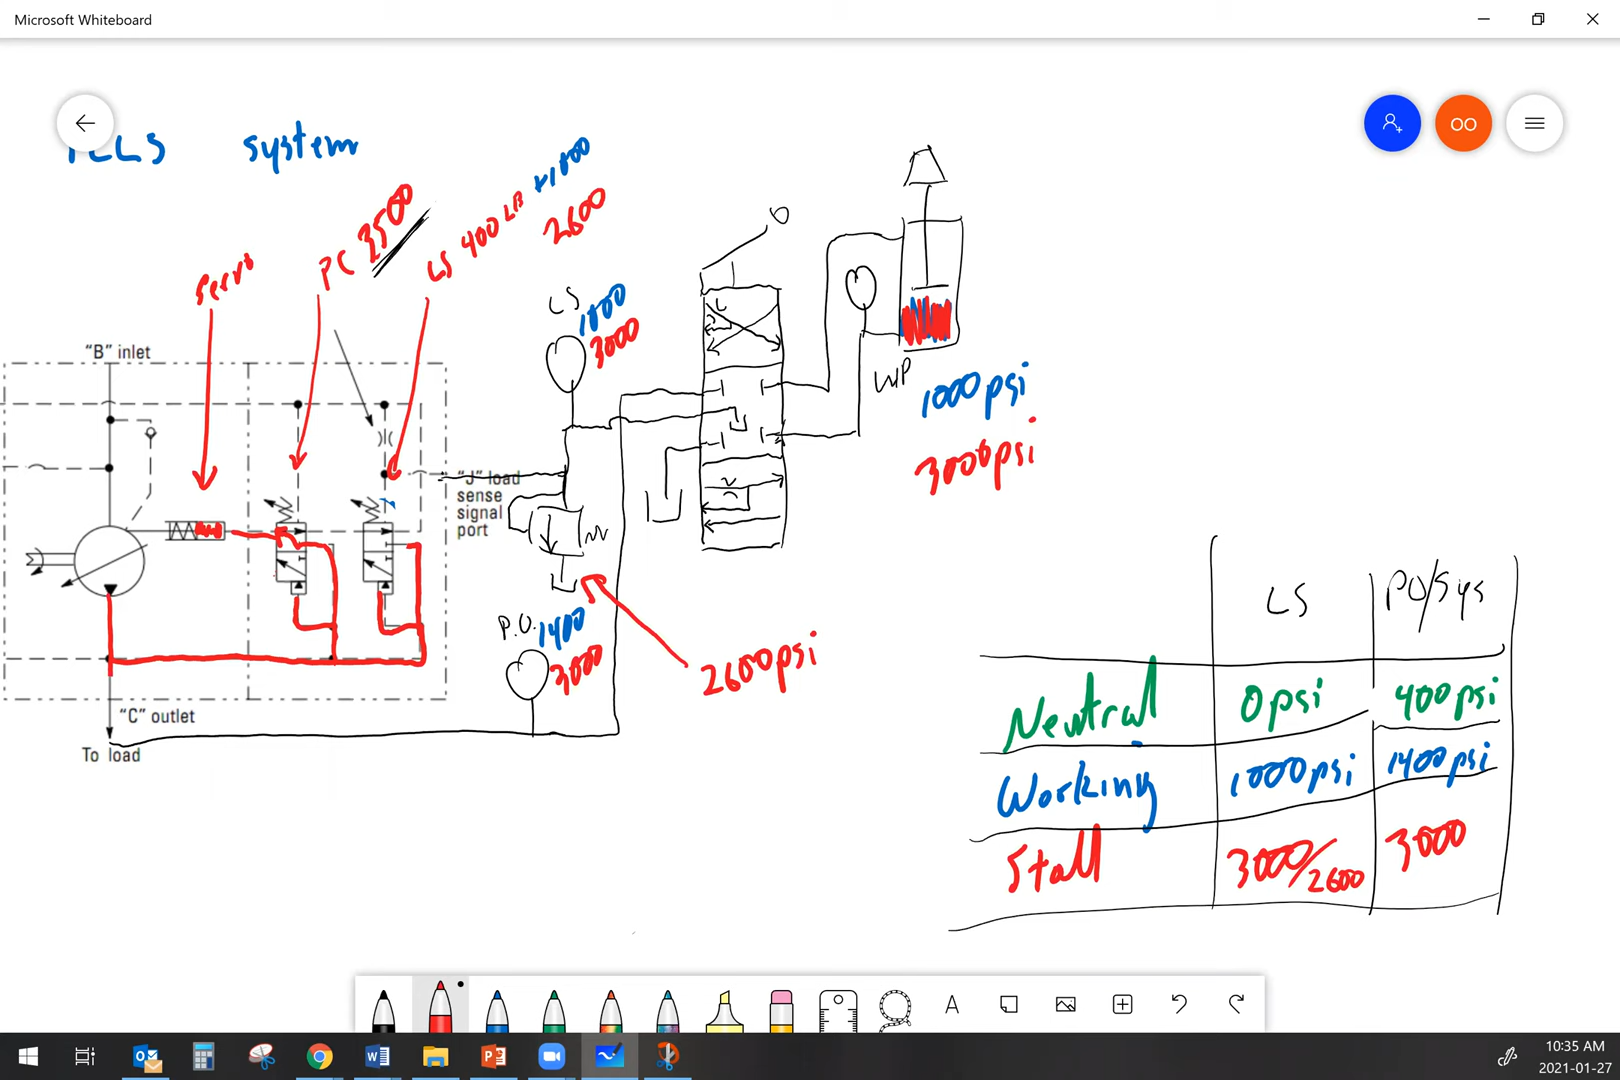 Microsoft Whiteboard
PCLS system
Servo
PC 3500
LS 400 LB +1000
2600
LS
1000
3000
"B" inlet
"J" load
sense
signal
port
WP
1000psi
3000psi
P.O. 1400
3000
2600psi
"C" outlet
To load
LS PO/Sys
Neutral 0psi 400psi
Working 1000psi 1400psi
Stall 3000/2600 3000
OO
A
10:35 AM
2021-01-27